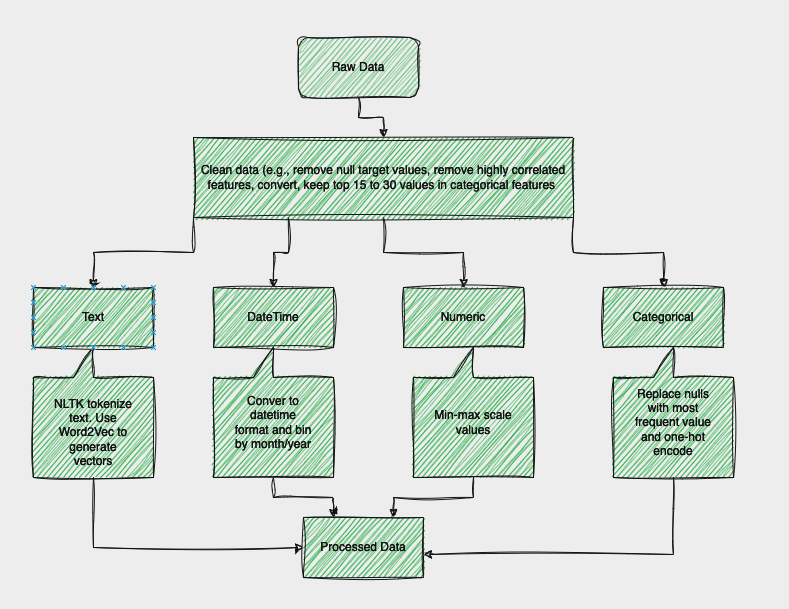 Raw Data
Clean data (e.g., remove null target values, remove highly correlated
features, convert, keep top 15 to 30 values in categorical features
Text
DateTime
Numeric
Categorical
NLTK tokenize
text. Use
Word2Vec to
generate
vectors
Conver to
datetime
format and bin
by month/year
Min-max scale
values
Replace nulls
with most
frequent value
and one-hot
encode
Processed Data